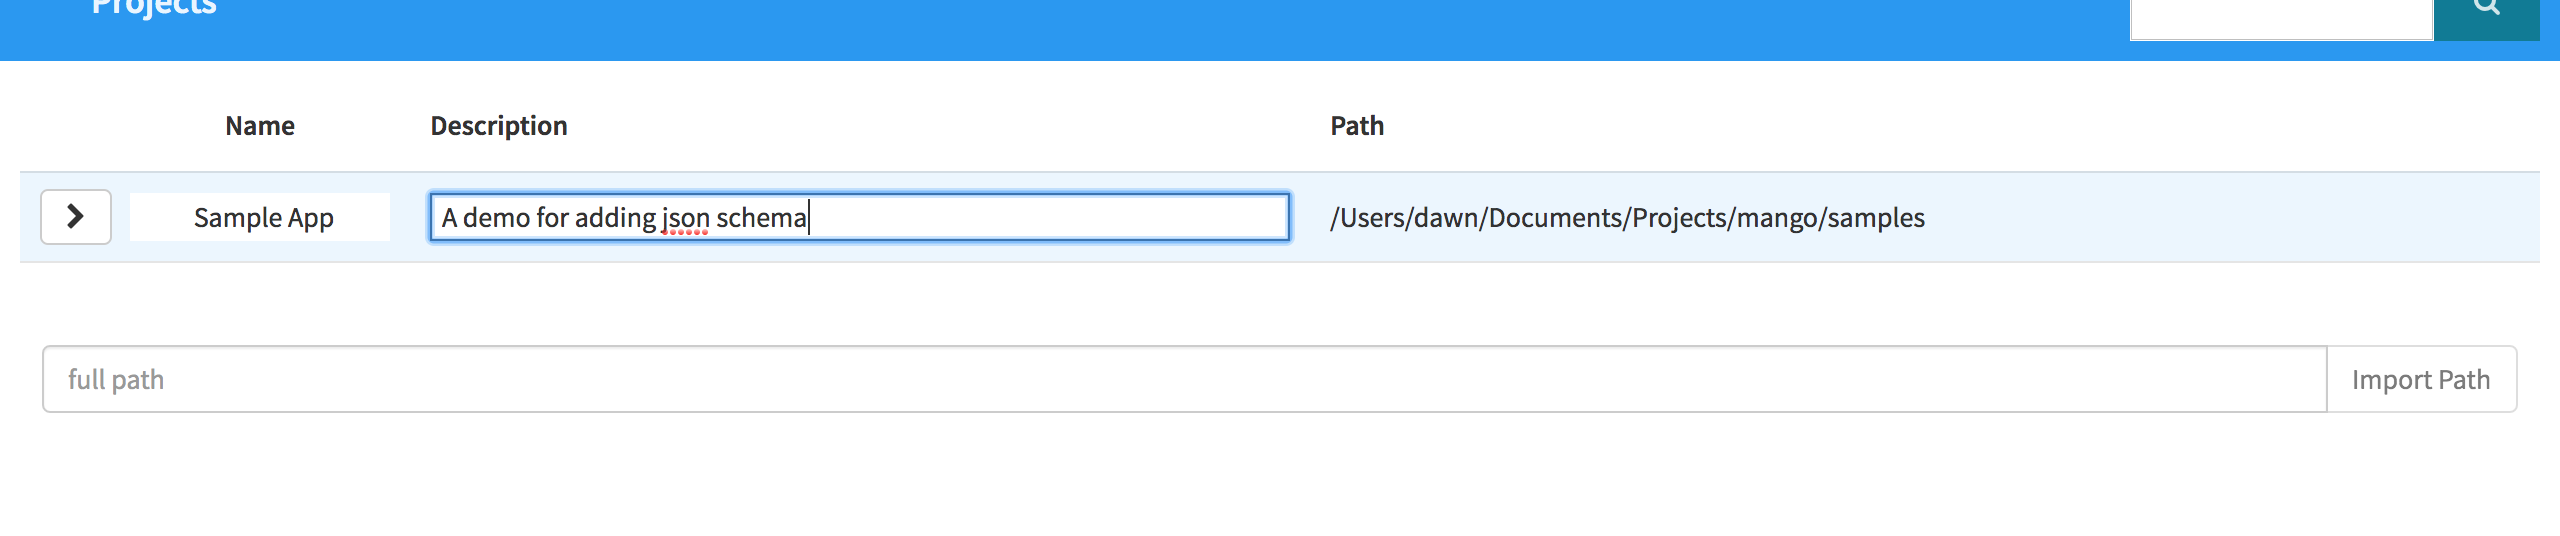 Projects
Name Description Path
Sample App A demo for adding json schema /Users/dawn/Documents/Projects/mango/samples
full path Import Path